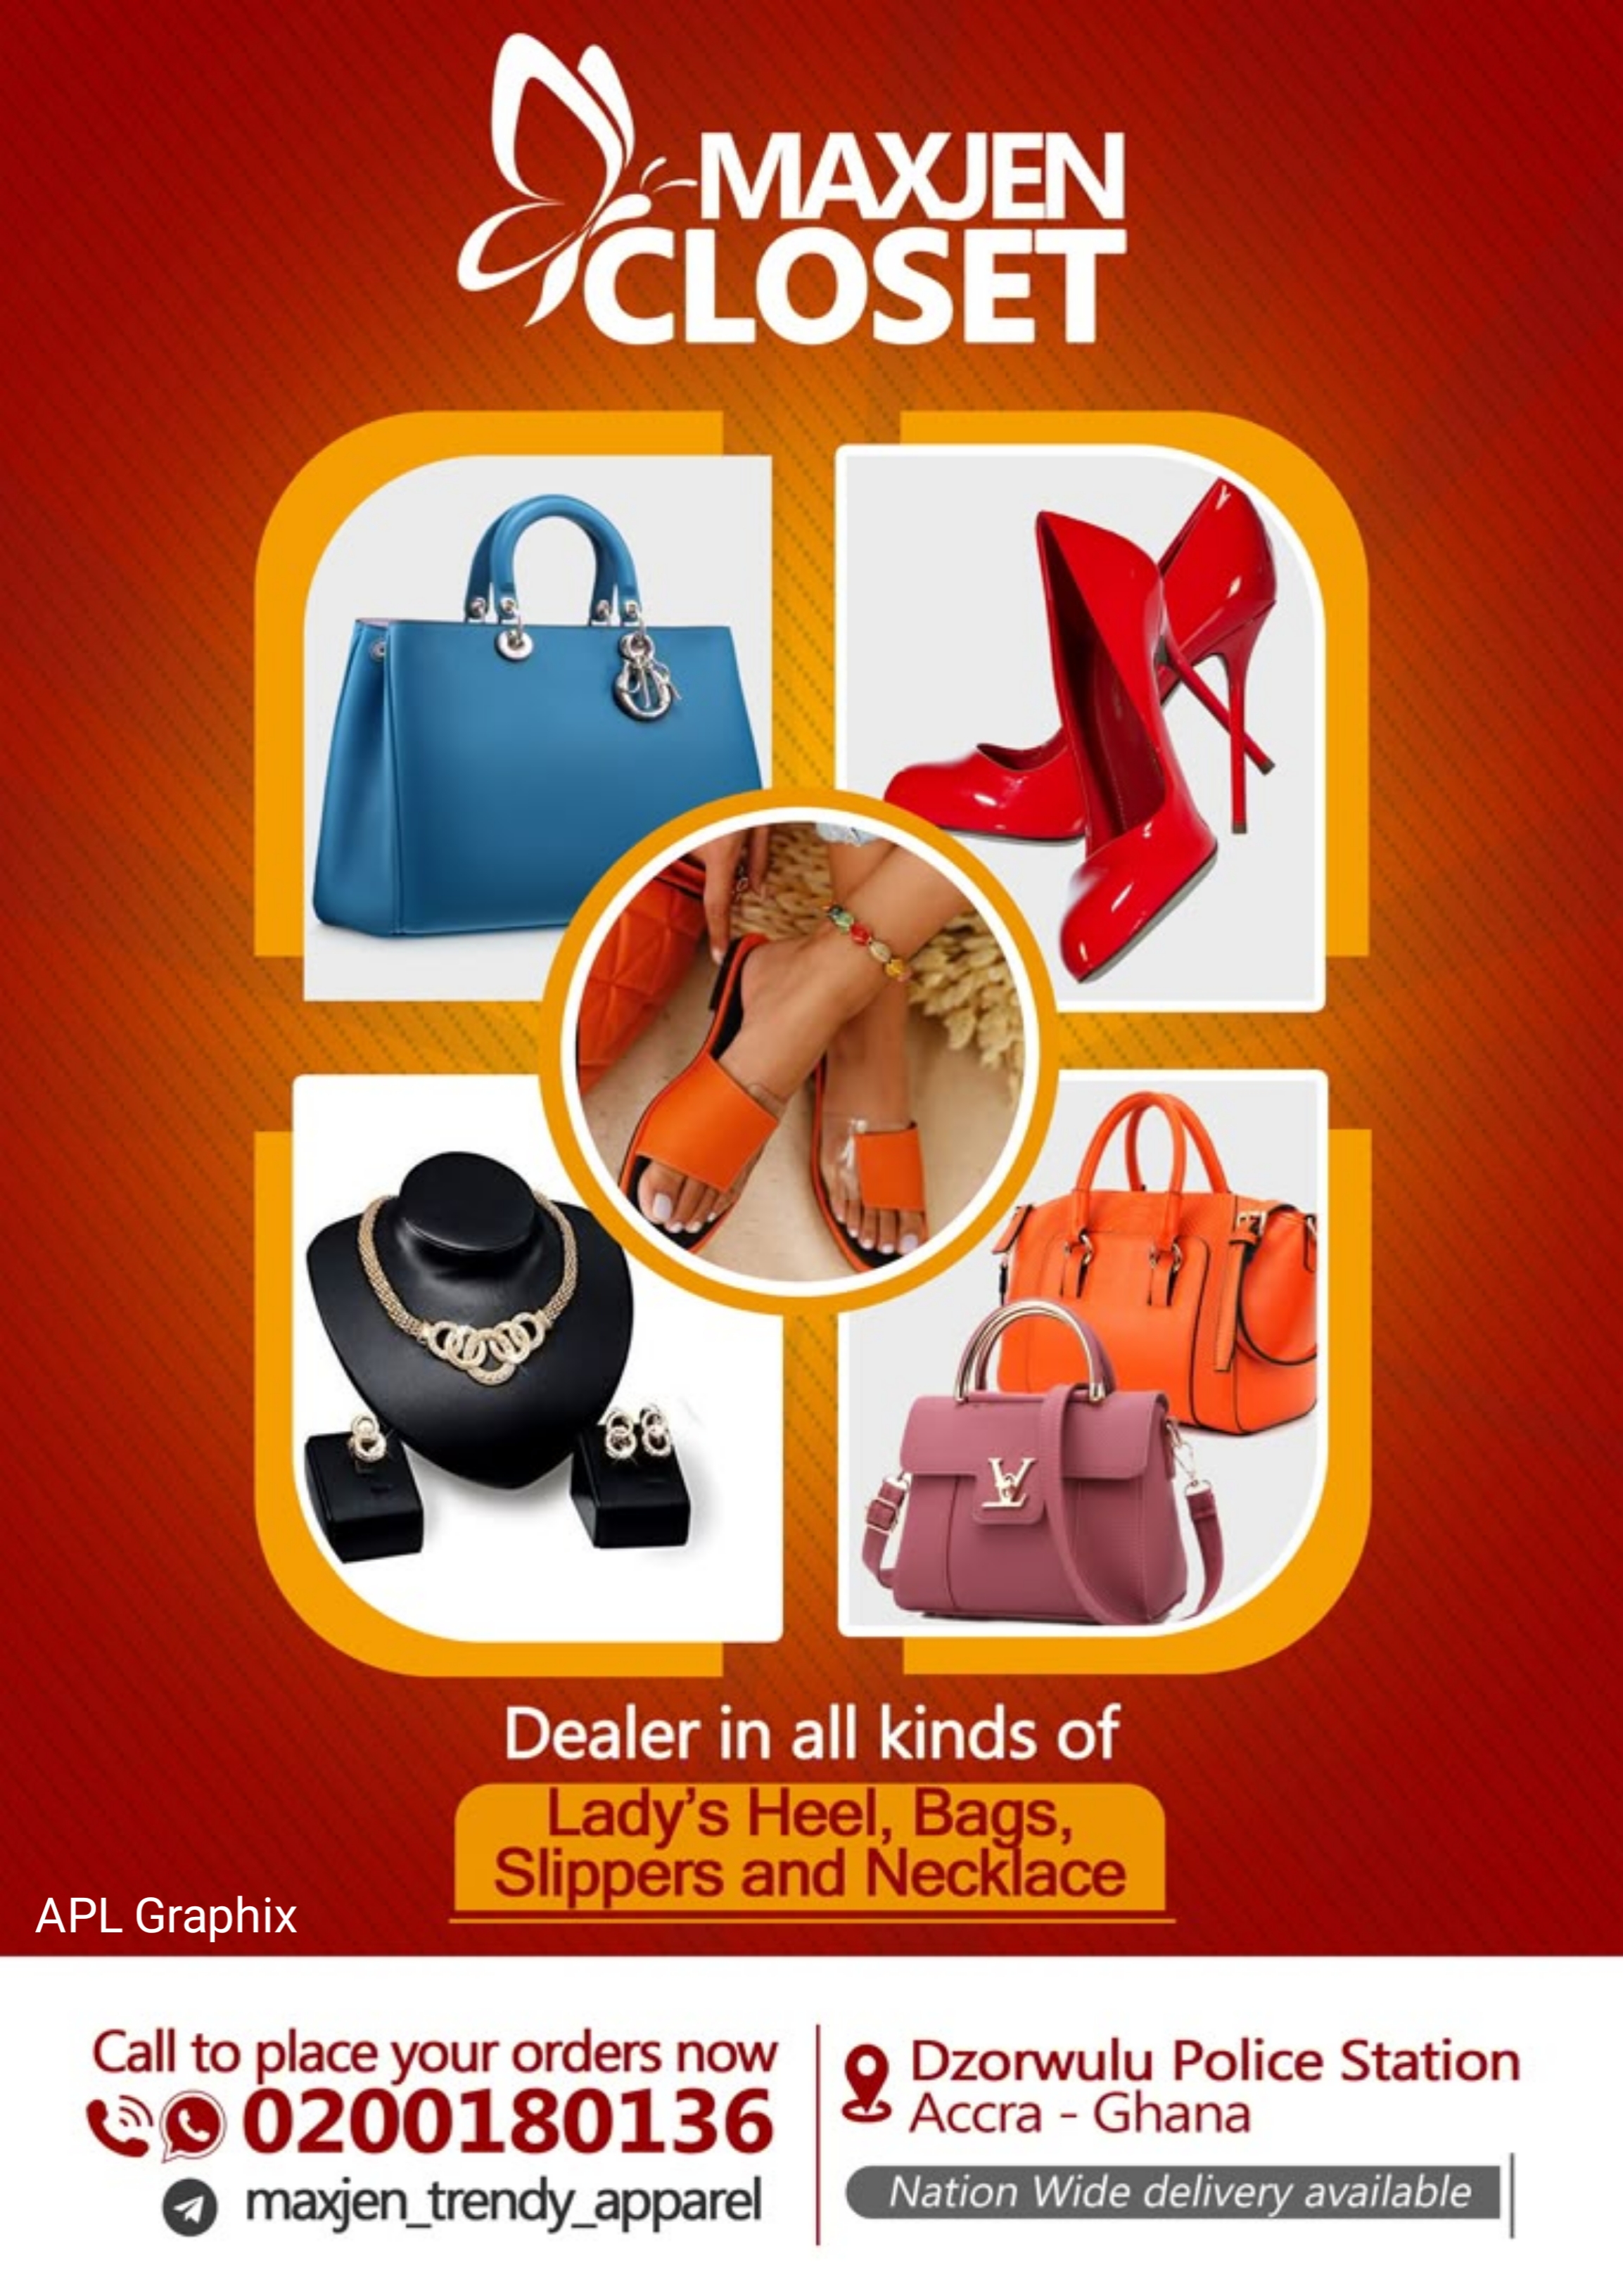 MAXJEN
CLOSET
Dealer in all kinds of
Lady's Heel, Bags,
Slippers and Necklace
APL Graphix
Call to place your orders now
0200180136
maxjen_trendy_apparel
Dzorwulu Police Station
Accra - Ghana
Nation Wide delivery available